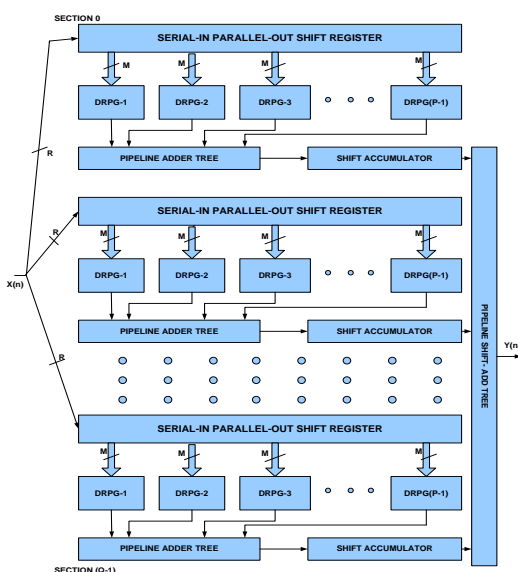 SECTION 0
SERIAL-IN PARALLEL-OUT SHIFT REGISTER
M M M M
DRPG-1 DRPG-2 DRPG-3 DRPG(P-1)
R
PIPELINE ADDER TREE SHIFT ACCUMULATOR
SERIAL-IN PARALLEL-OUT SHIFT REGISTER
R
M M M M
DRPG-1 DRPG-2 DRPG-3 DRPG(P-1)
X(n)
PIPELINE ADDER TREE SHIFT ACCUMULATOR
PIPELINE SHIFT- ADD TREE
Y(n
R
SERIAL-IN PARALLEL-OUT SHIFT REGISTER
M M M M
DRPG-1 DRPG-2 DRPG-3 DRPG(P-1)
PIPELINE ADDER TREE SHIFT ACCUMULATOR
SECTION (Q-1)